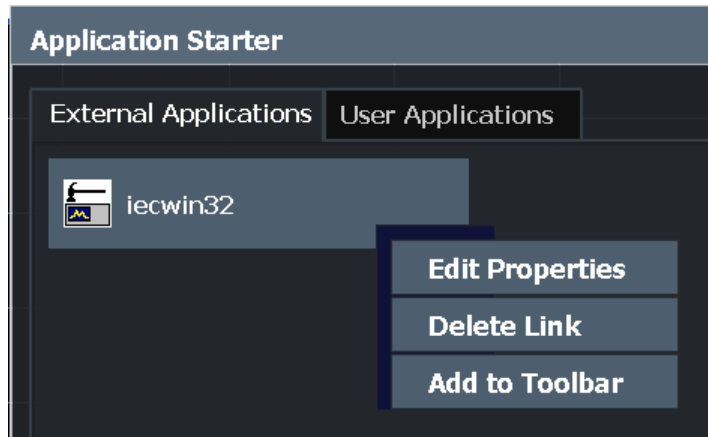 Application Starter
External Applications
User Applications
iecwin32
Edit Properties
Delete Link
Add to Toolbar